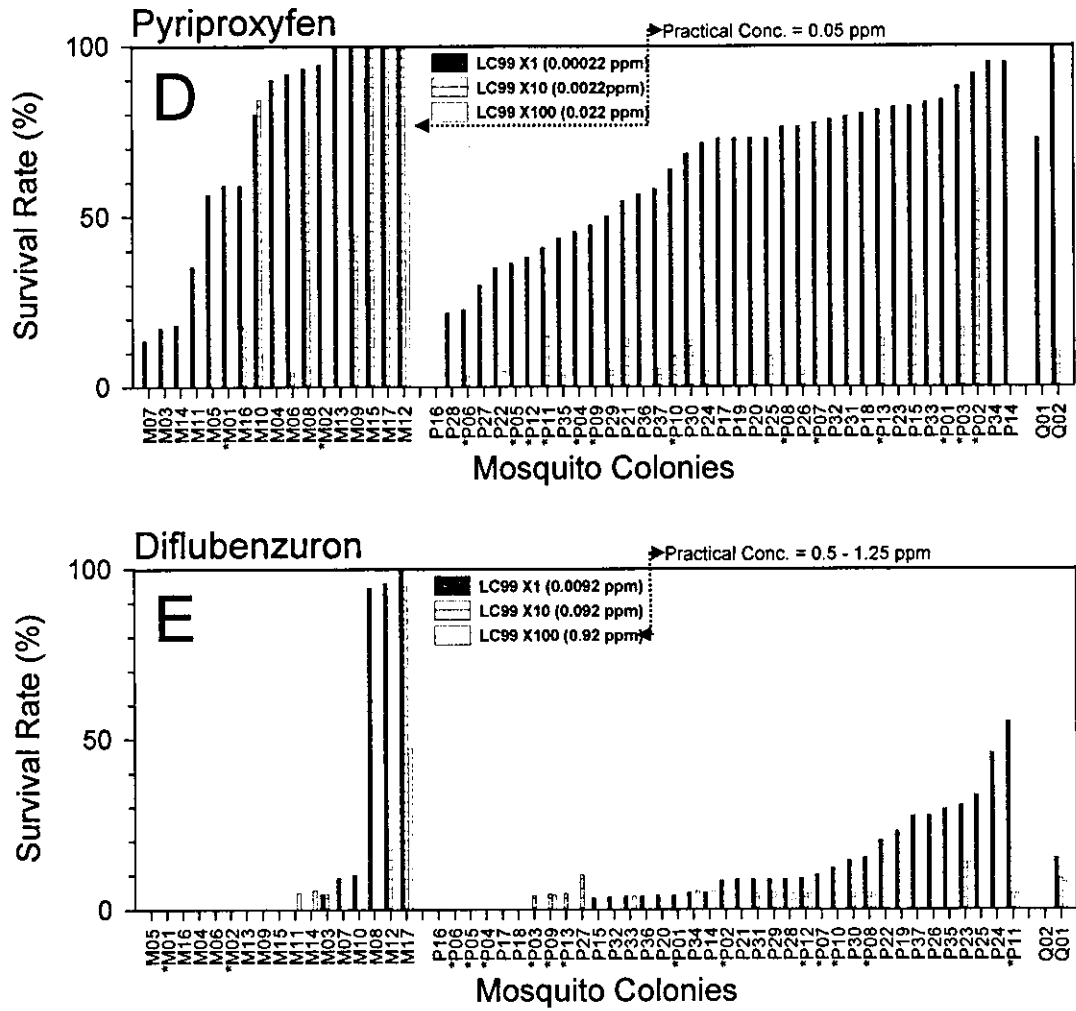 Pyriproxyfen
Practical Conc. = 0.05 ppm
D
LC99 X1 (0.00022 ppm)
LC99 X10 (0.0022ppm)
LC99 X100 (0.022 ppm)
Survival Rate (%)
100
50
0
M07 M03 M14 M11 M05 *M01 M16 M10 M04 M06 M08 *M02 M13 M09 M15 M17 M12 P16 P28 *P06 P27 P22 *P05 *P12 *P11 P35 *P04 *P09 P29 P21 P36 P37 *P10 P30 P24 P17 P19 P20 P25 *P08 P26 *P07 P32 P31 P18 *P13 P23 P15 P33 *P01 *P03 *P02 P34 P14 Q01 Q02
Mosquito Colonies
Diflubenzuron
Practical Conc. = 0.5 - 1.25 ppm
E
LC99 X1 (0.0092 ppm)
LC99 X10 (0.092 ppm)
LC99 X100 (0.92 ppm)
Survival Rate (%)
100
50
0
M05 *M01 M16 M04 M06 *M02 M13 M09 M15 M11 M14 M03 M07 M10 M08 M12 M17 P16 *P06 *P05 *P04 P17 P18 *P03 *P09 *P13 P27 P15 P32 P33 P36 P20 *P01 P34 P14 *P02 P21 P31 P29 P28 *P12 *P07 *P10 P30 *P08 P22 P19 P37 P26 P35 P23 P25 P24 *P11 Q02 Q01
Mosquito Colonies